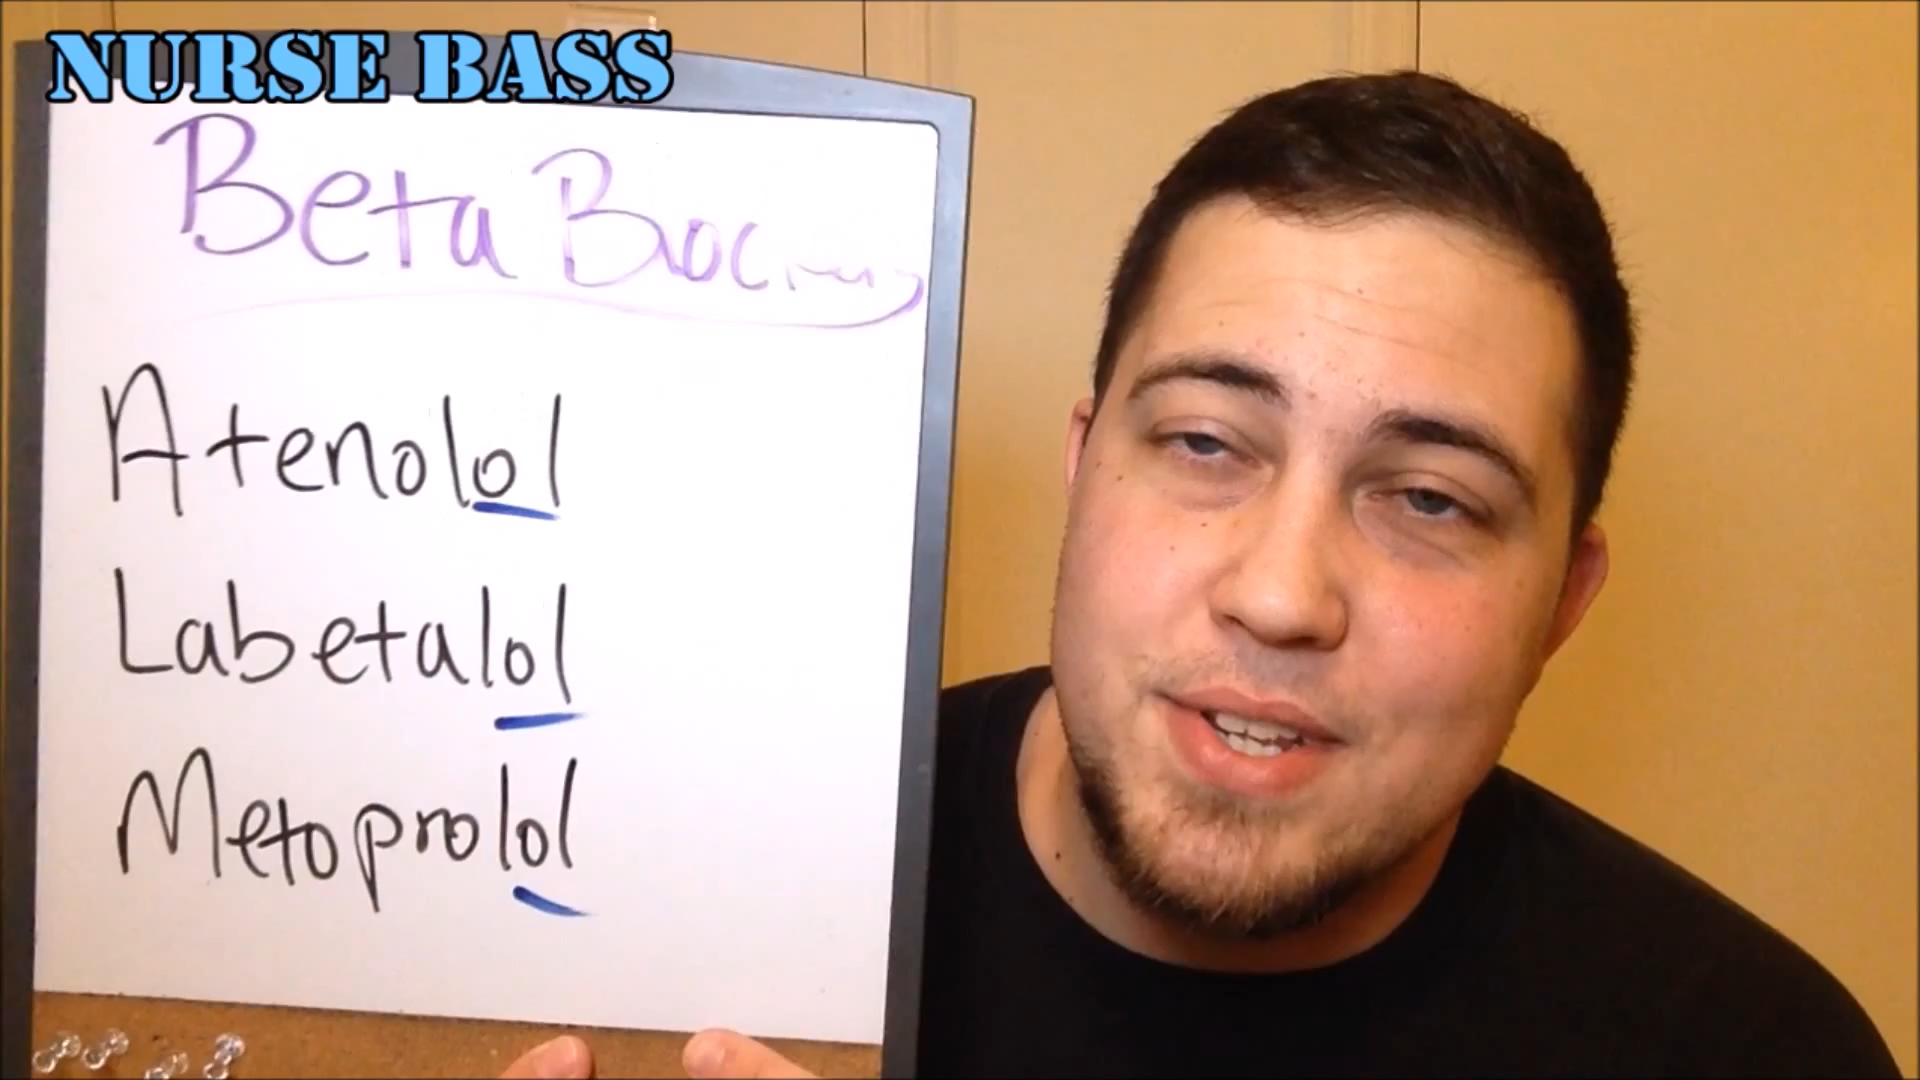 NURSE BASS
Beta
Atenolol
Labetalol
Metoprolol